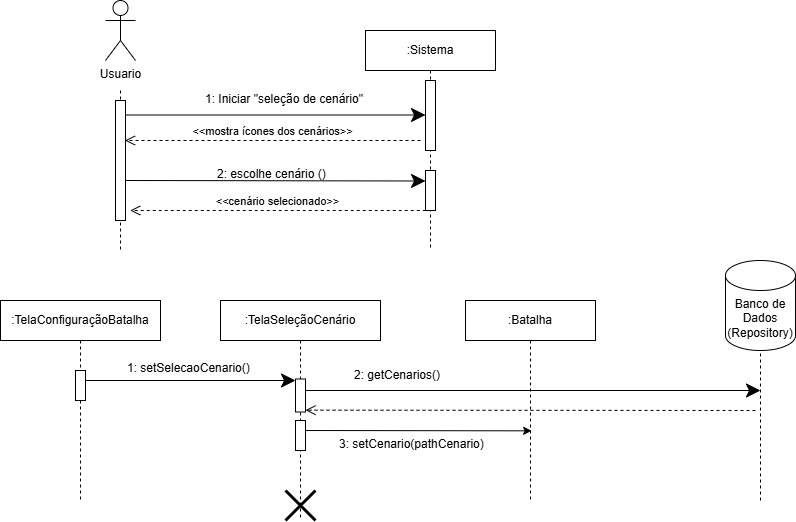 :Sistema
Usuario
1: Iniciar "seleção de cenário"
<<mostra ícones dos cenários>>
2: escolhe cenário ()
<<cenário selecionado>>
:TelaConfiguraçãoBatalha
:TelaSeleçãoCenário
:Batalha
Banco de
Dados
(Repository)
1: setSelecaoCenario()
2: getCenarios()
3: setCenario(pathCenario)